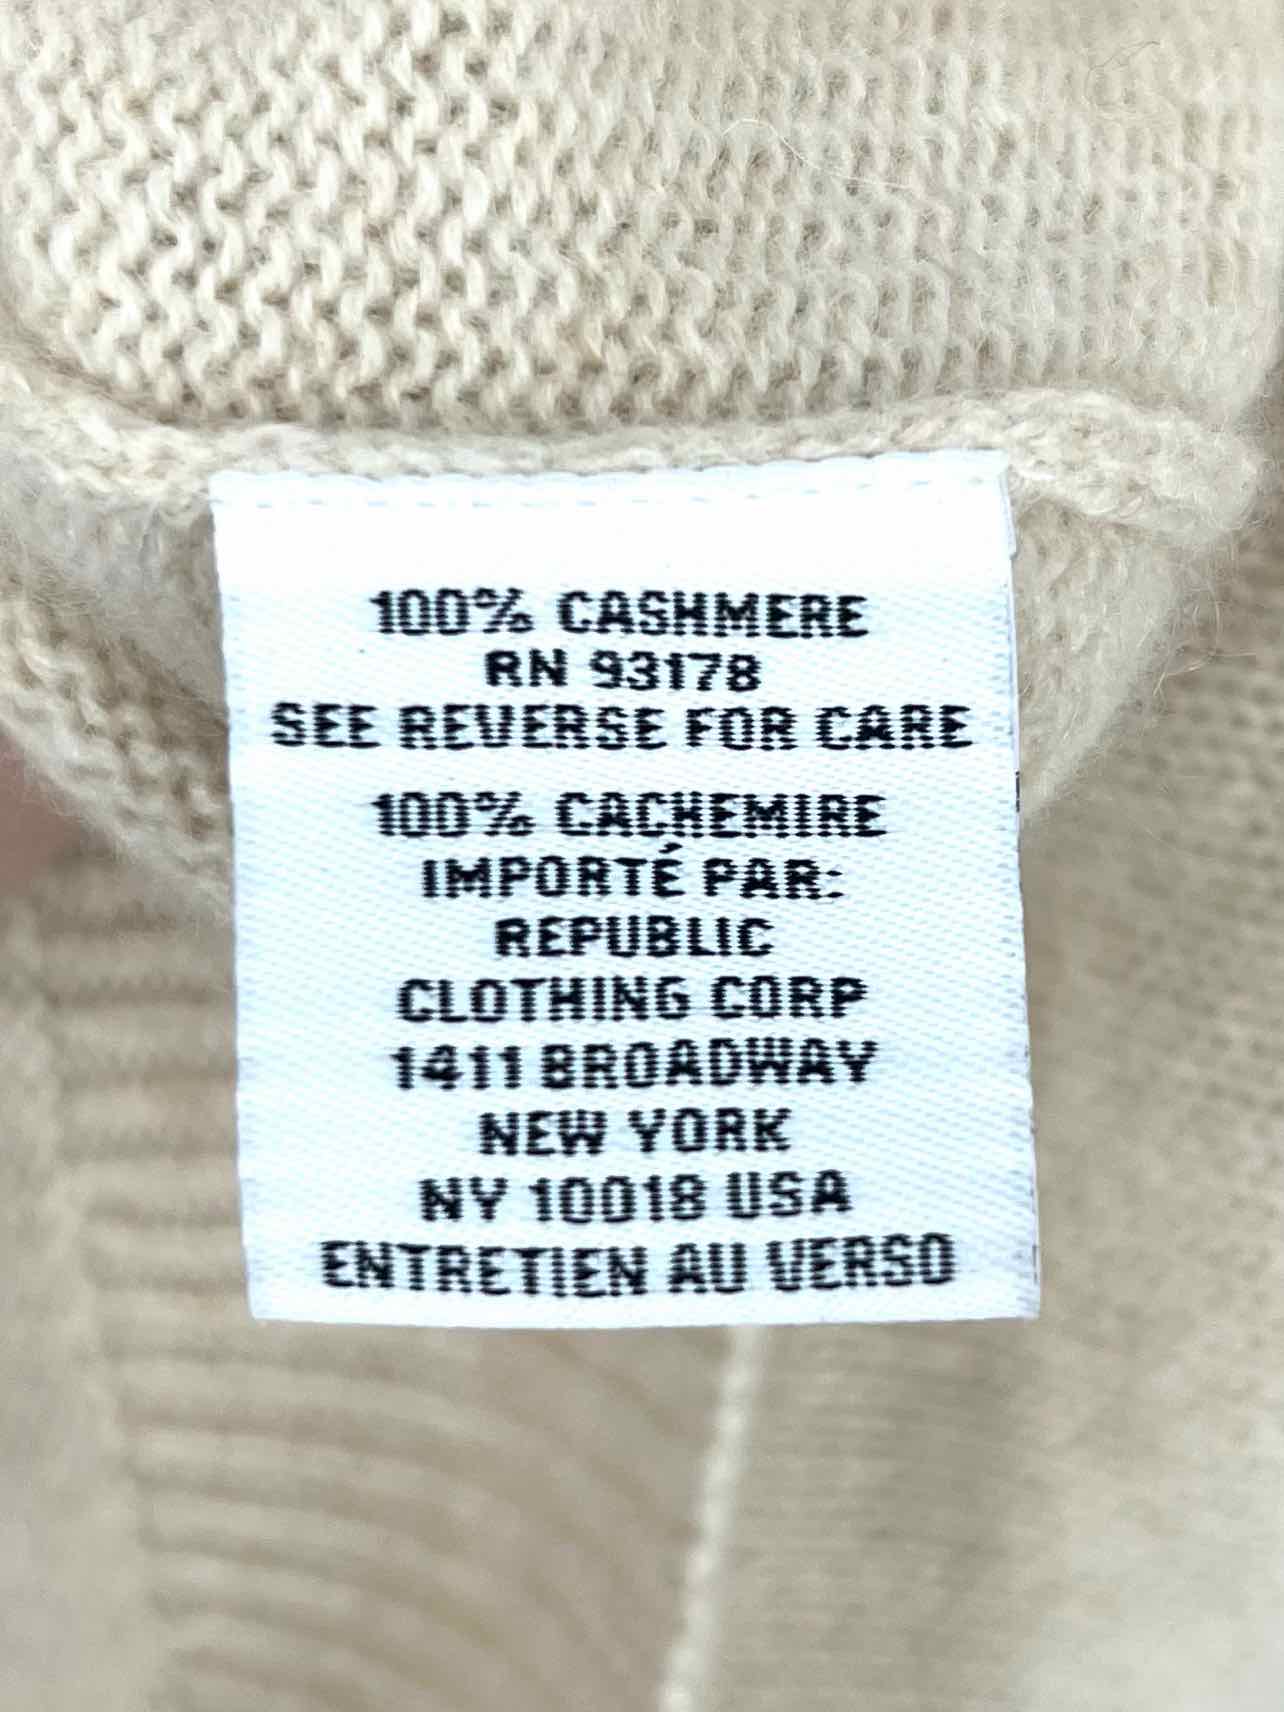 100% CASHMERE
RN 93178
SEE REVERSE FOR CARE
100% CACHEMIRE
IMPORTÉ PAR:
REPUBLIC
CLOTHING CORP
1411 BROADWAY
NEW YORK
NY 10018 USA
ENTRETIEN AU VERSO